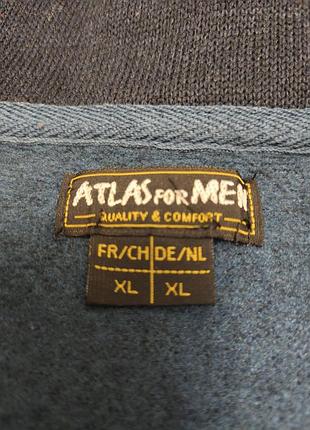 ATLAS FOR MEN
QUALITY & COMFORT
FR/CH DE/NL
XL XL